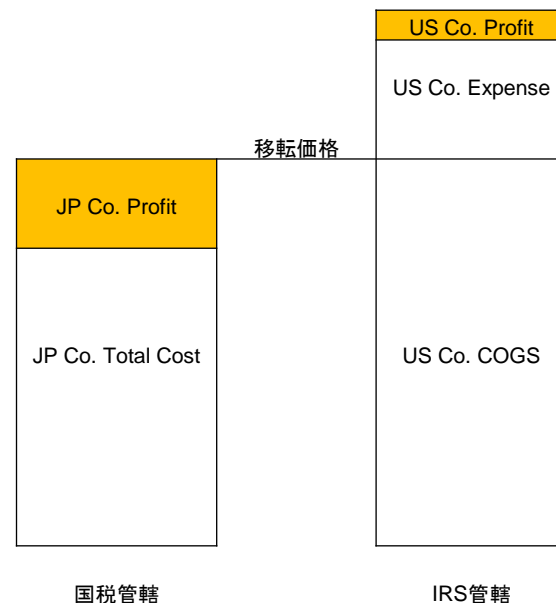 US Co. Profit
US Co. Expense
移転価格
JP Co. Profit
JP Co. Total Cost
US Co. COGS
国税管轄
IRS管轄